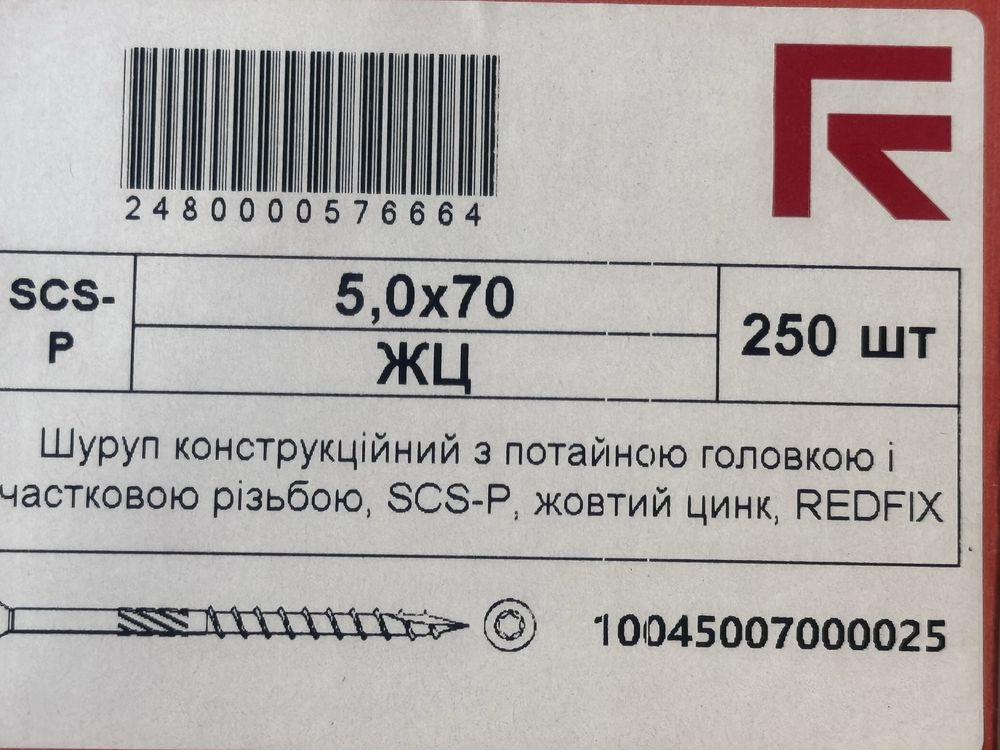 2480000576664
SCS-
P
5,0x70
ЖЦ
250 шт
Шуруп конструкційний з потайною головкою і
частковою різьбою, SCS-P, жовтий цинк, REDFIX
10045007000025